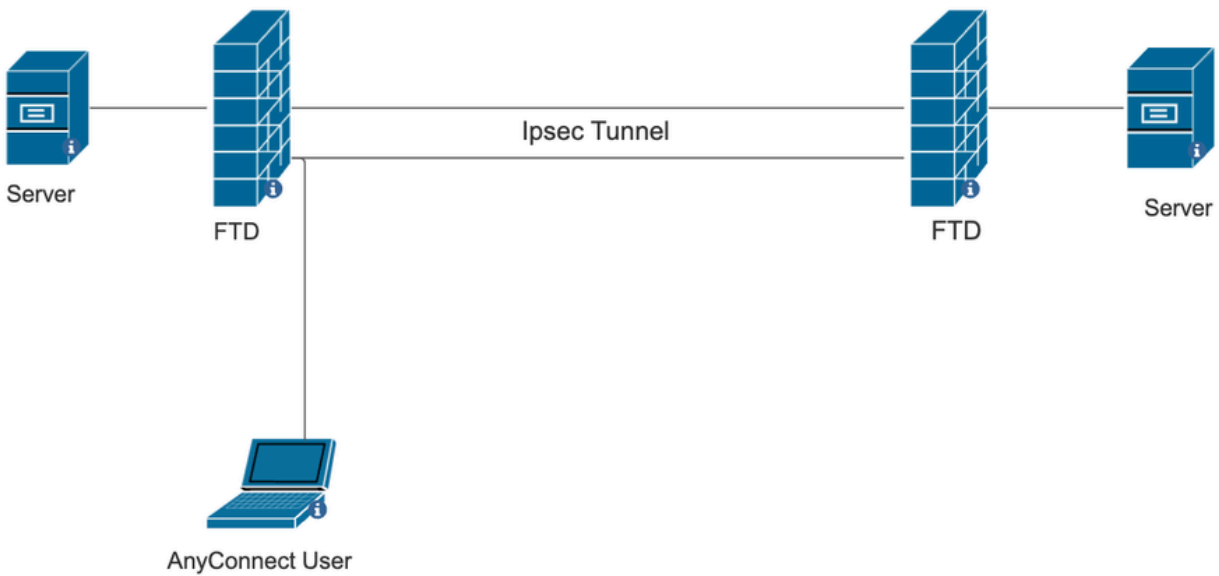 Ipsec Tunnel
Server
FTD
FTD
Server
AnyConnect User